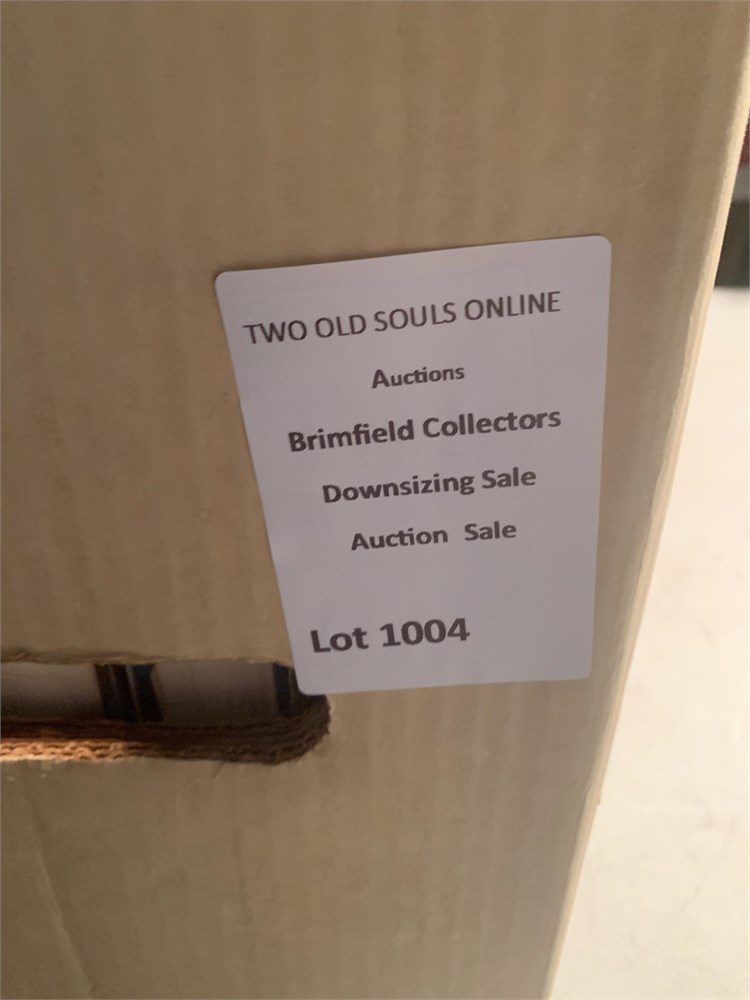 TWO OLD SOULS ONLINE
Auctions
Brimfield Collectors
Downsizing Sale
Auction Sale
Lot 1004